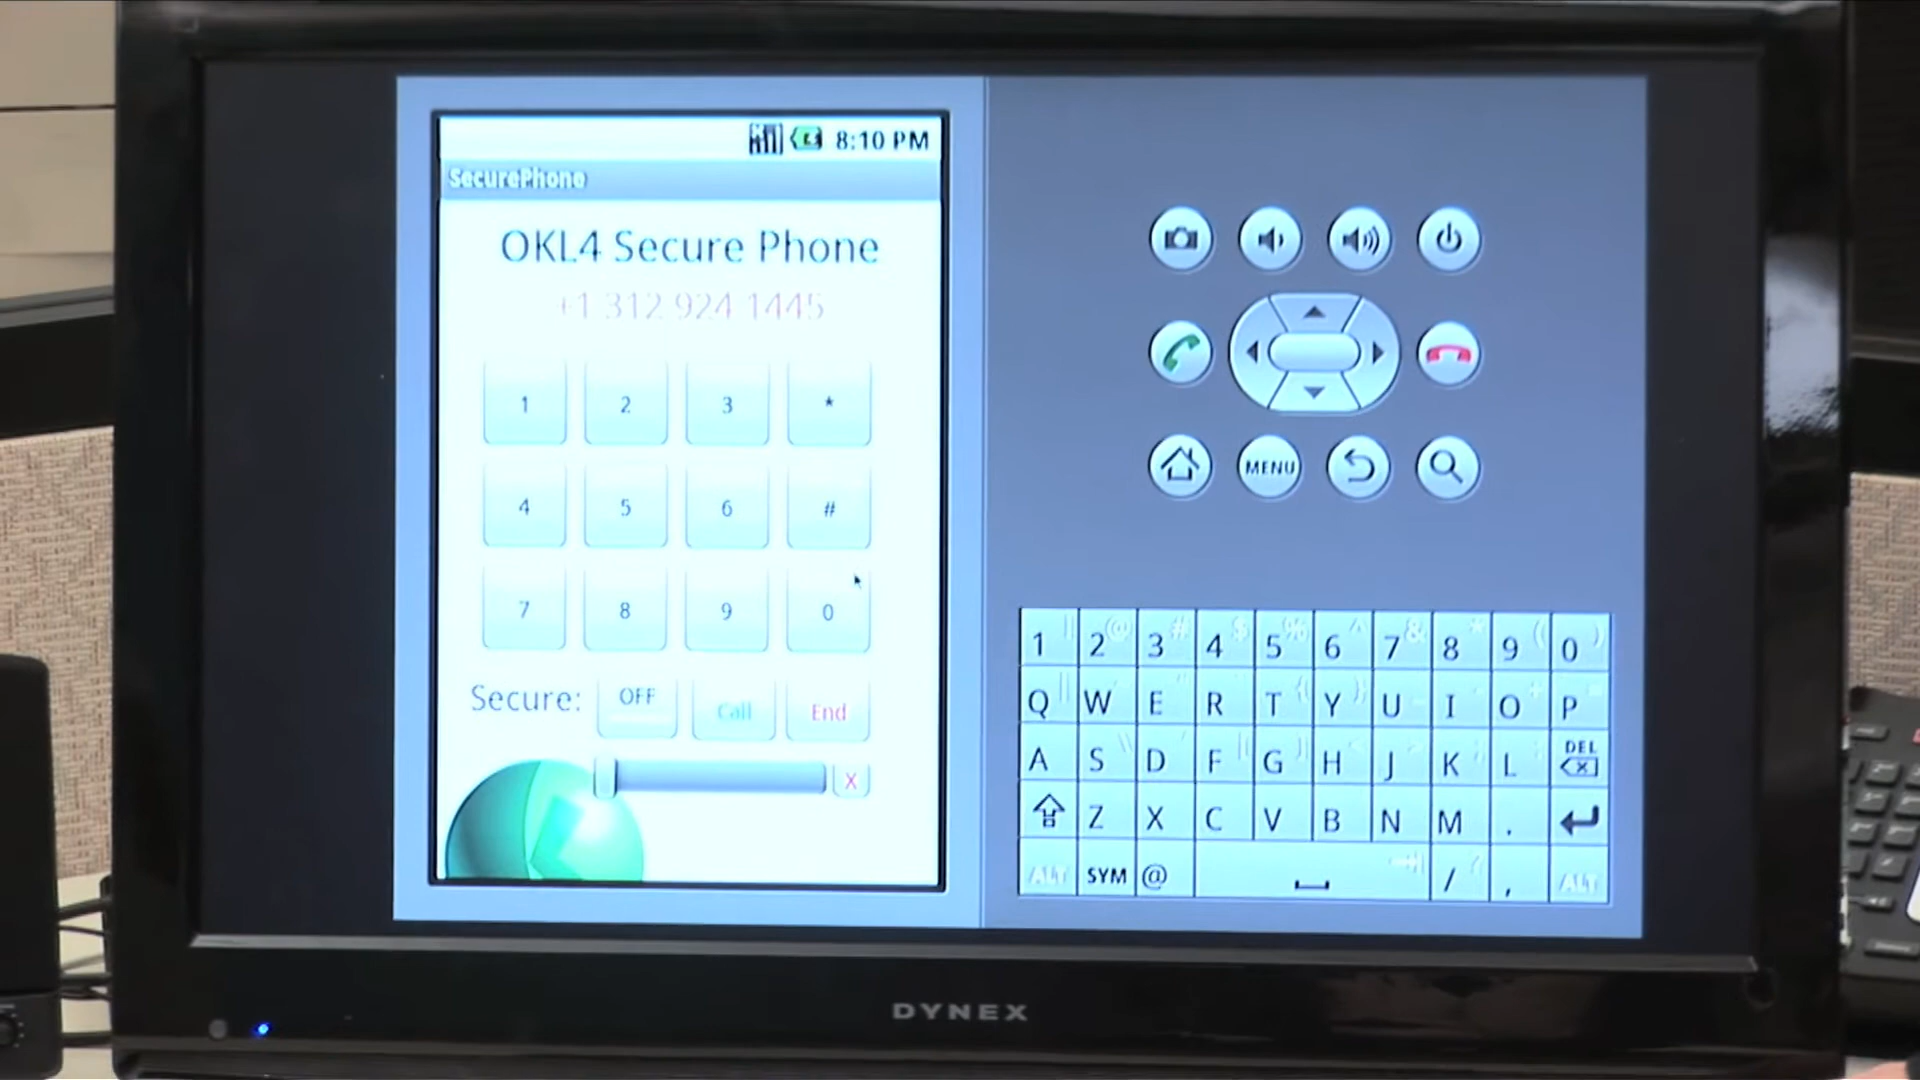 8:10 PM
SecurePhone
OKL4 Secure Phone
+1 312 924 1445
1 2 3 *
4 5 6 #
7 8 9 0
Secure: OFF Call End
X
MENU
1 2 @ 3 # 4 $ 5 % 6 ^ 7 & 8 * 9 ( 0 )
Q W E R T Y U I O P
A S D F G H J K L DEL
Z X C V B N M .
ALT SYM @ / , ALT
DYNEX